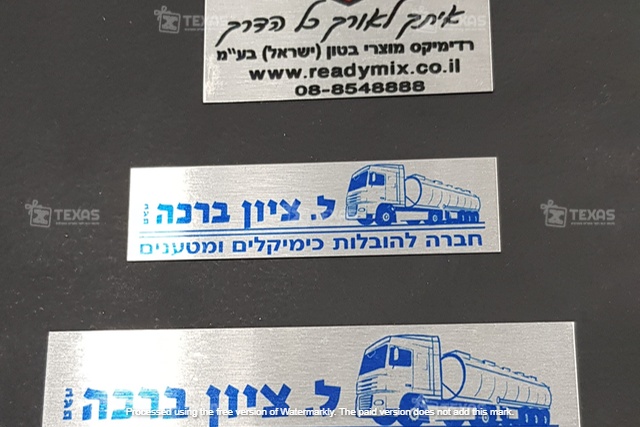 TEXAS
איתך לאורך כל הדרך
רדימיקס מוצרי בטון (ישראל) בע"מ
www.readymix.co.il
08-8548888
ל. ציון ברכה בע"מ
חברה להובלות כימיקלים ומטענים
TEXAS
TEXAS
ל. ציון ברכה בע"מ
Processed using the free version of Watermarkly. The paid version does not add this mark.